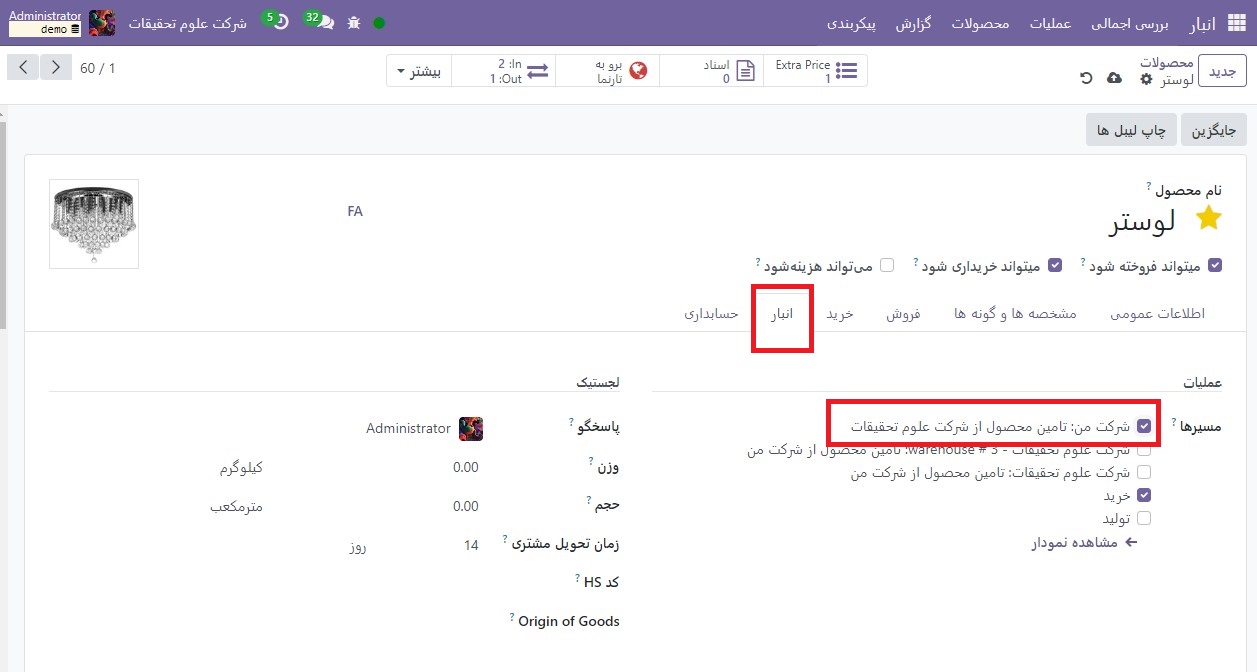 انبار بررسی اجمالی عملیات محصولات گزارش پیکربندی 32 5 شرکت علوم تحقیقات Administrator
demo
جدید محصولات
لوستر
Extra Price
1
اسناد
0
برو به
تارنما
In: 2
Out: 1
بیشتر
60 / 1
جایگزین چاپ لیبل ها
نام محصول ?
لوستر
FA
میتواند فروخته شود ? میتواند خریداری شود ? می‌تواند هزینه‌شود ?
اطلاعات عمومی مشخصه ها و گونه ها فروش خرید انبار حسابداری
عملیات
مسیرها ? شرکت من: تامین محصول از شرکت علوم تحقیقات
شرکت علوم تحقیقات - warehouse # 3: تامین محصول از شرکت من
شرکت علوم تحقیقات: تامین محصول از شرکت من
خرید
تولید
مشاهده نمودار
لجستیک
پاسخگو ? Administrator
وزن ? 0.00 کیلوگرم
حجم ? 0.00 مترمکعب
زمان تحویل مشتری ? 14 روز
کد HS ?
Origin of Goods ?